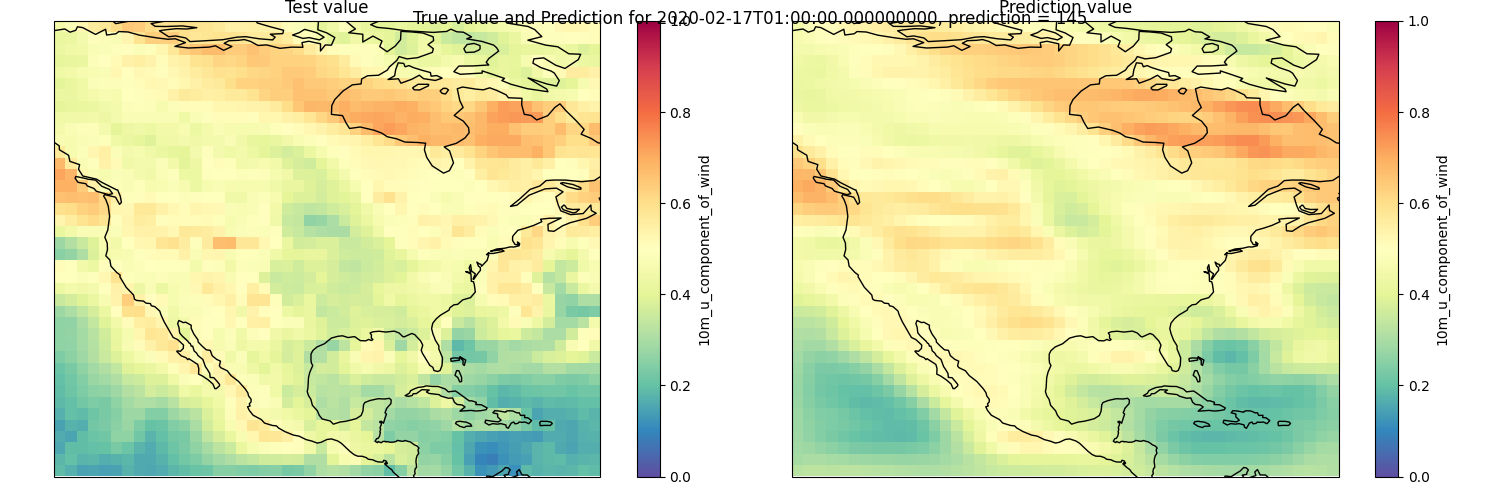 True value and Prediction for 2020-02-17T01:00:00.000000000, prediction = 145
Test value
Prediction value
1.0
0.8
0.6
0.4
0.2
0.0
10m_u_component_of_wind
1.0
0.8
0.6
0.4
0.2
0.0
10m_u_component_of_wind